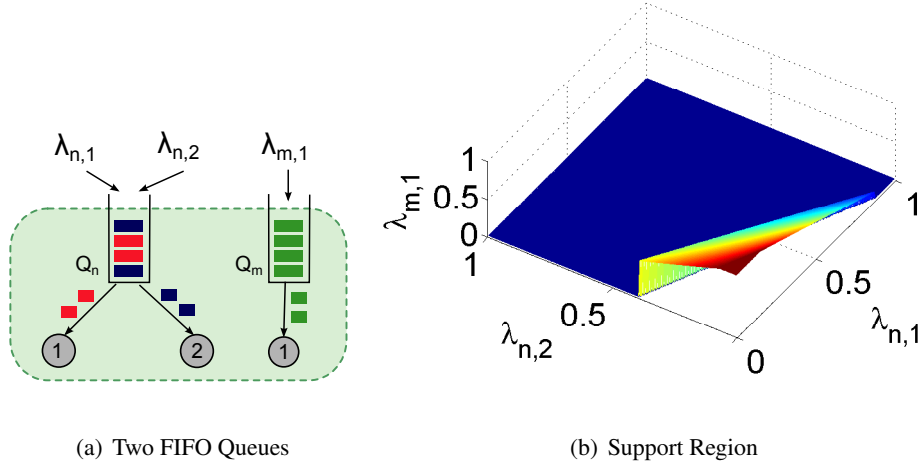 λn,1 λn,2 λm,1
Qn Qm
1 2 1
(a) Two FIFO Queues
λm,1
1
0.5
0
1
0.5
0
λn,2
1
0.5
λn,1
(b) Support Region